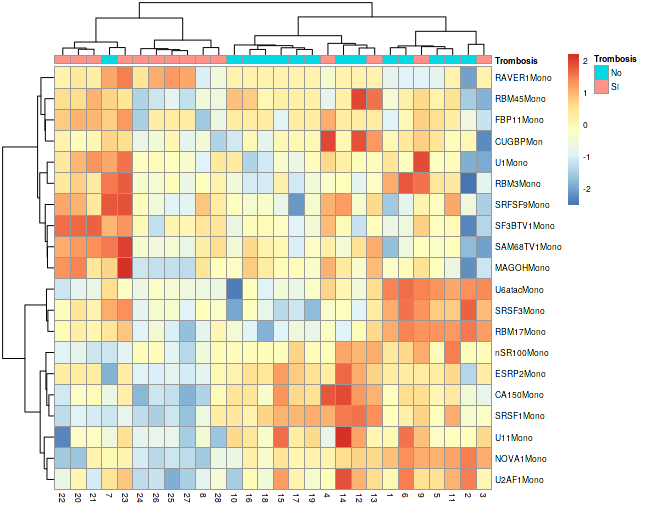 Trombosis
RAVER1Mono
RBM45Mono
FBP11Mono
CUGBPMon
U1Mono
RBM3Mono
SRFSF9Mono
SF3BTV1Mono
SAM68TV1Mono
MAGOHMono
U6atacMono
SRSF3Mono
RBM17Mono
nSR100Mono
ESRP2Mono
CA150Mono
SRSF1Mono
U11Mono
NOVA1Mono
U2AF1Mono
22 20 21 7 23 24 26 25 27 8 28 10 16 18 15 17 19 4 14 12 13 1 6 9 5 11 2 3
2
1
0
-1
-2
Trombosis
No
SI